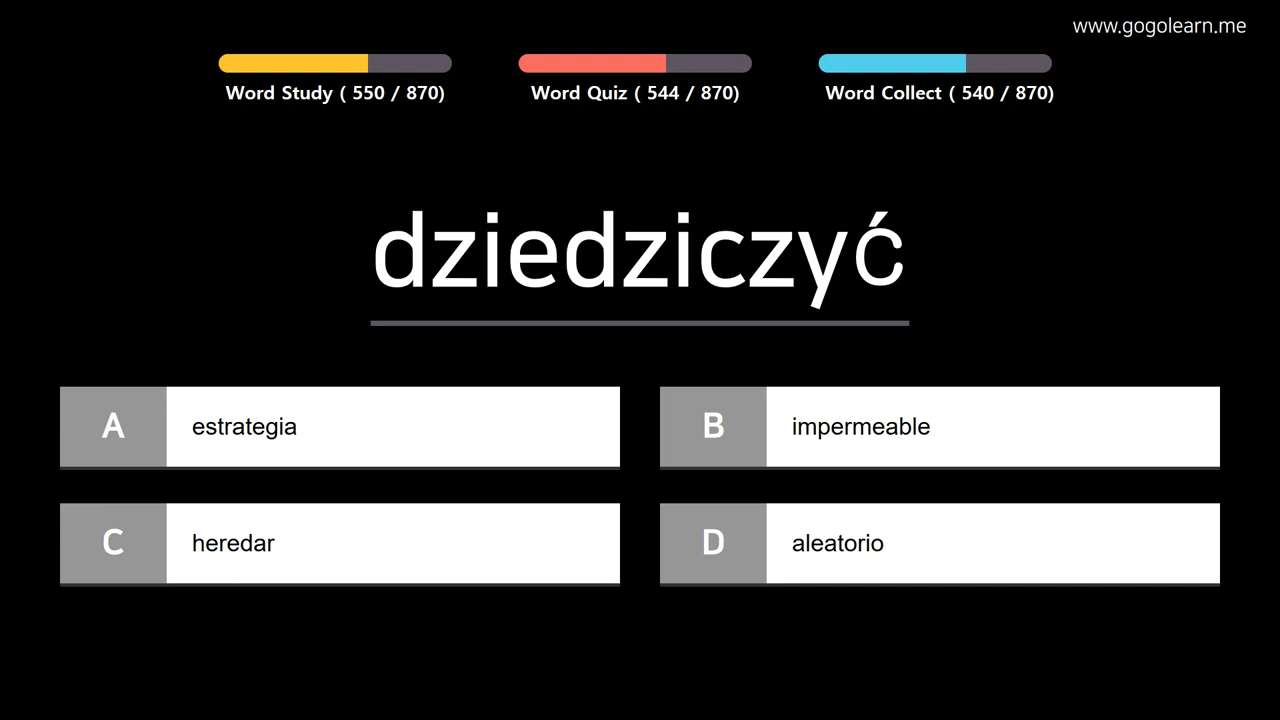 www.gogolearn.me
Word Study ( 550 / 870)
Word Quiz ( 544 / 870)
Word Collect ( 540 / 870)
dziedziczyć
A estrategia
B impermeable
C heredar
D aleatorio